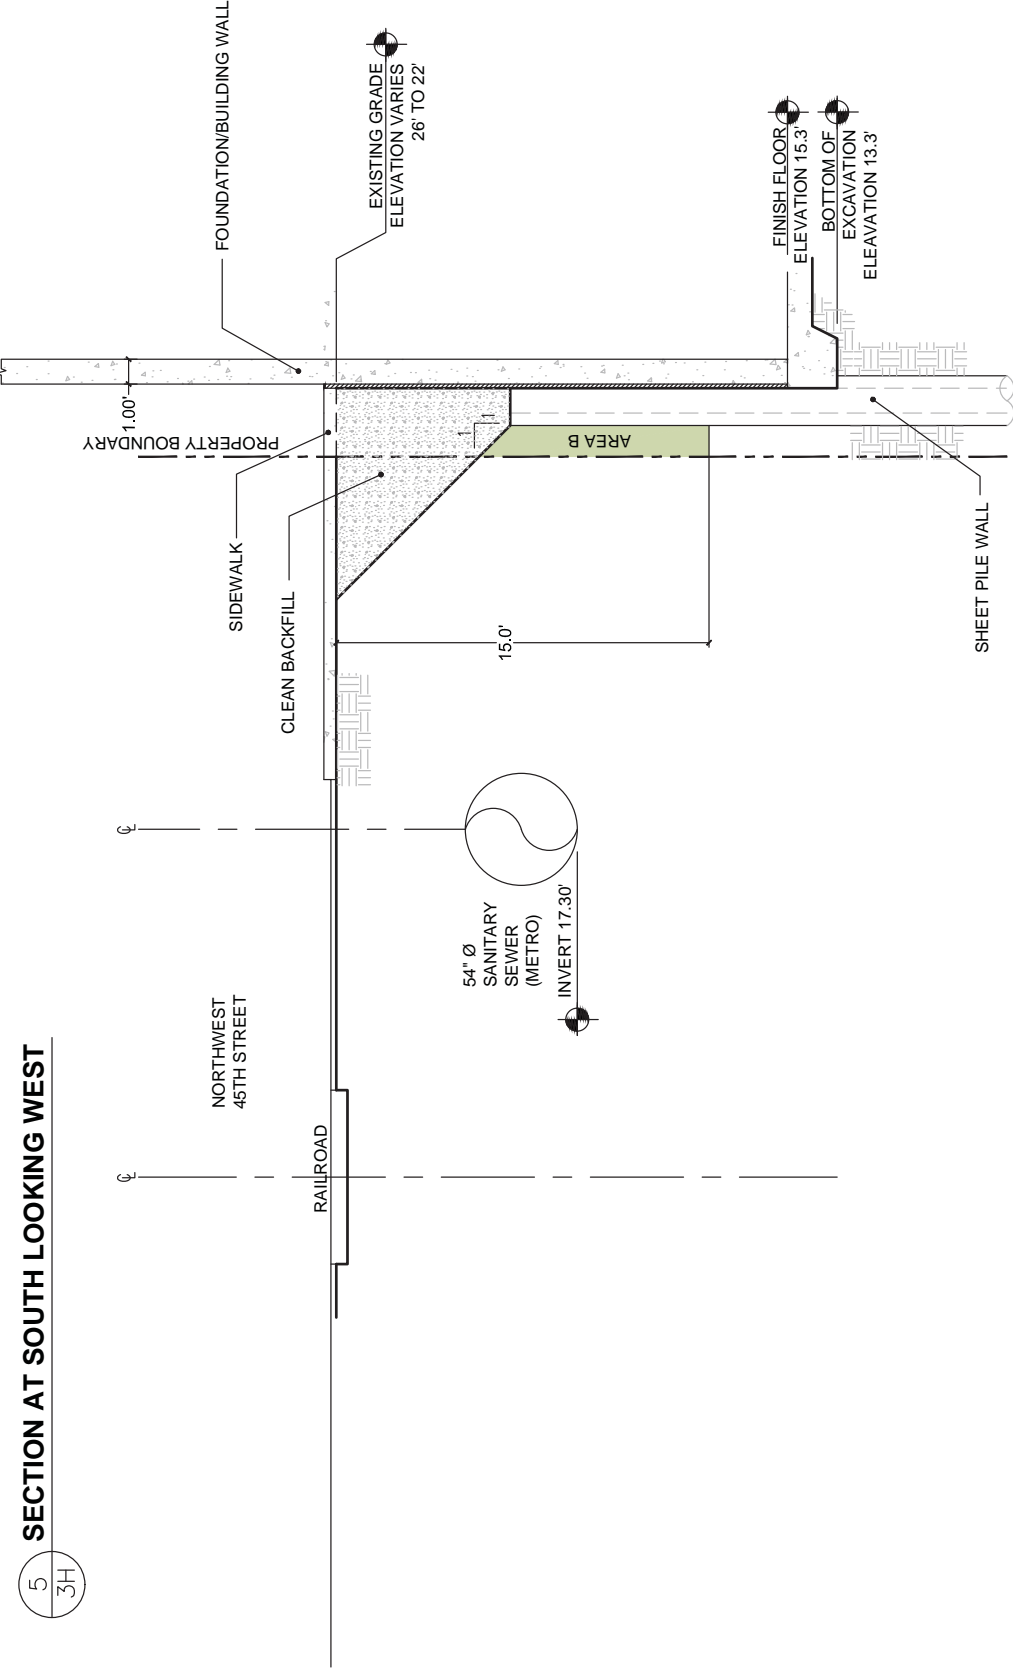 5
3H
SECTION AT SOUTH LOOKING WEST
NORTHWEST
45TH STREET
RAILROAD
℄
℄
54" Ø
SANITARY
SEWER
(METRO)
INVERT 17.30'
SIDEWALK
CLEAN BACKFILL
15.0'
PROPERTY BOUNDARY
1.00'
1
1
AREA B
FOUNDATION/BUILDING WALL
EXISTING GRADE
ELEVATION VARIES
26' TO 22'
FINISH FLOOR
ELEVATION 15.3'
BOTTOM OF
EXCAVATION
ELEAVATION 13.3'
SHEET PILE WALL